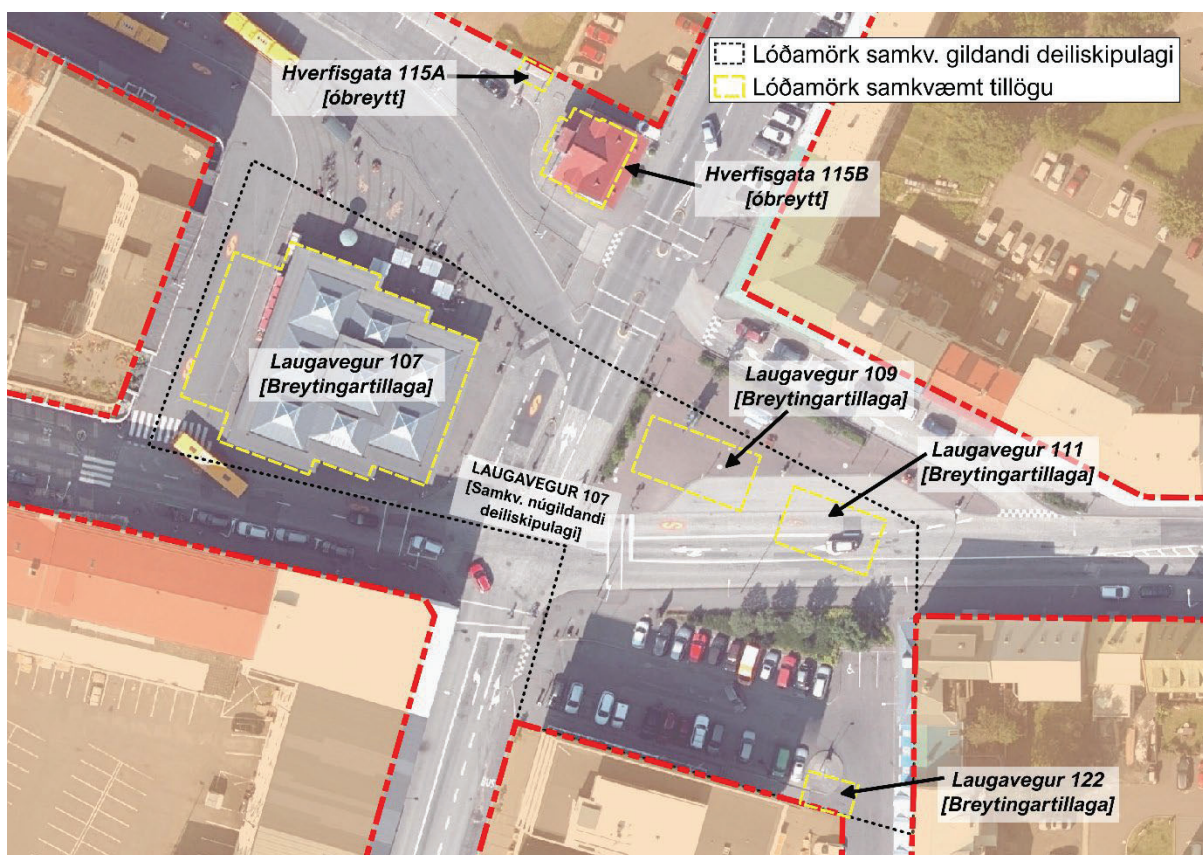 Lóðamörk samkv. gildandi deiliskipulagi
Lóðamörk samkvæmt tillögu
Hverfisgata 115A
[óbreytt]
Hverfisgata 115B
[óbreytt]
Laugavegur 107
[Breytingartillaga]
Laugavegur 109
[Breytingartillaga]
Laugavegur 111
[Breytingartillaga]
LAUGAVEGUR 107
[Samkv. núgildandi
deiliskipulagi]
Laugavegur 122
[Breytingartillaga]